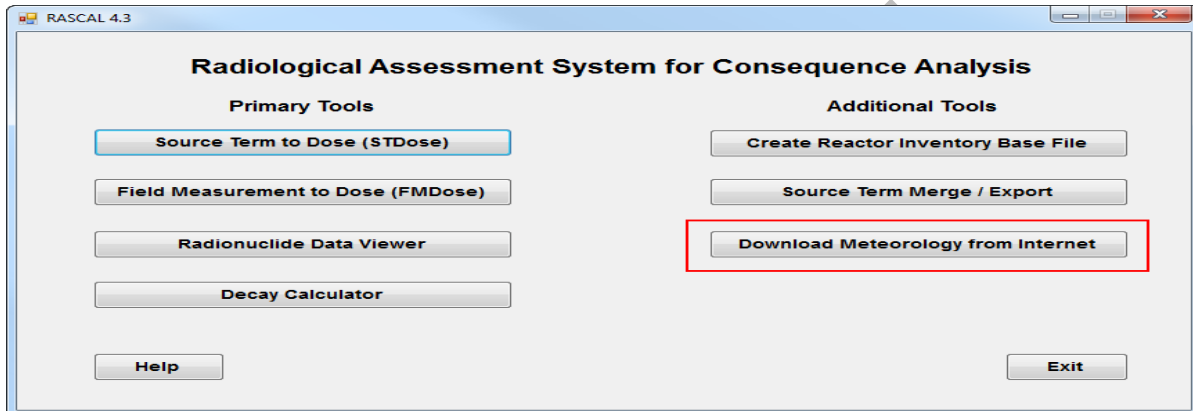 RASCAL 4.3
Radiological Assessment System for Consequence Analysis
Primary Tools
Source Term to Dose (STDose)
Field Measurement to Dose (FMDose)
Radionuclide Data Viewer
Decay Calculator
Help
Additional Tools
Create Reactor Inventory Base File
Source Term Merge / Export
Download Meteorology from Internet
Exit